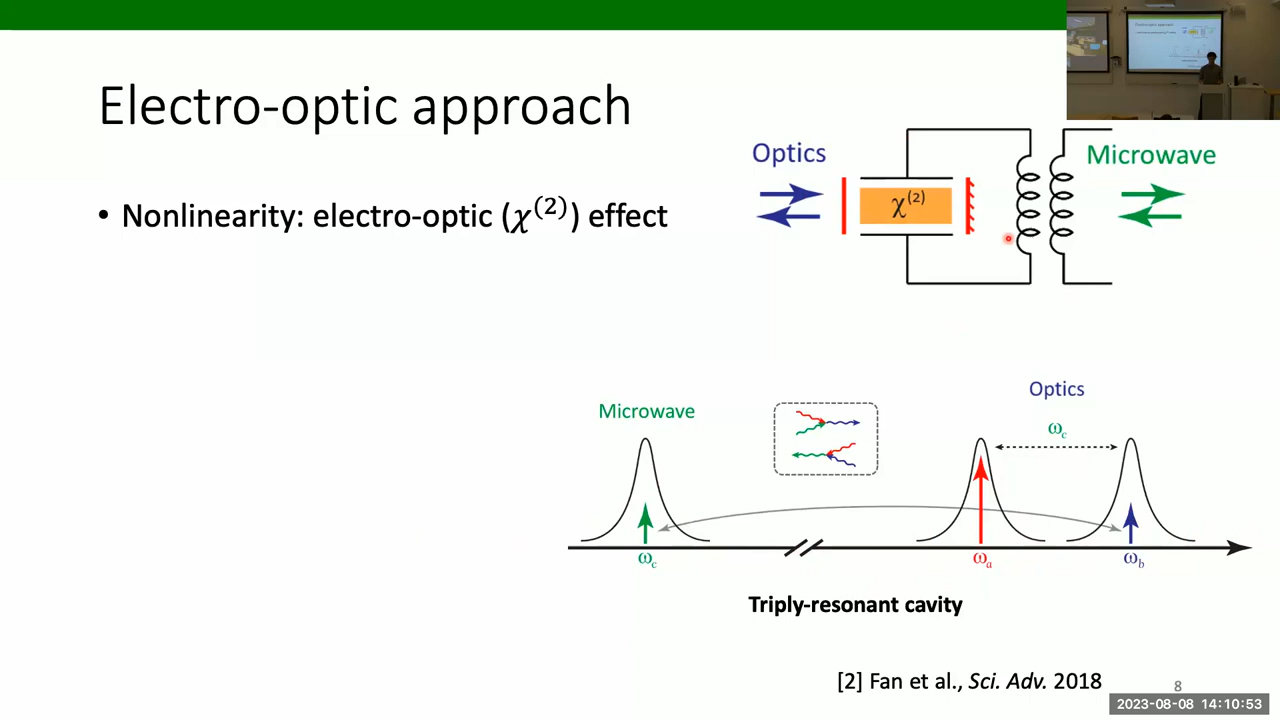 Electro-optic approach
• Nonlinearity: electro-optic (χ⁽²⁾) effect
Optics
Microwave
χ⁽²⁾
Optics
Microwave
ω_c
ω_c
ω_a
ω_b
Triply-resonant cavity
[2] Fan et al., Sci. Adv. 2018
8
2023-08-08 14:10:53